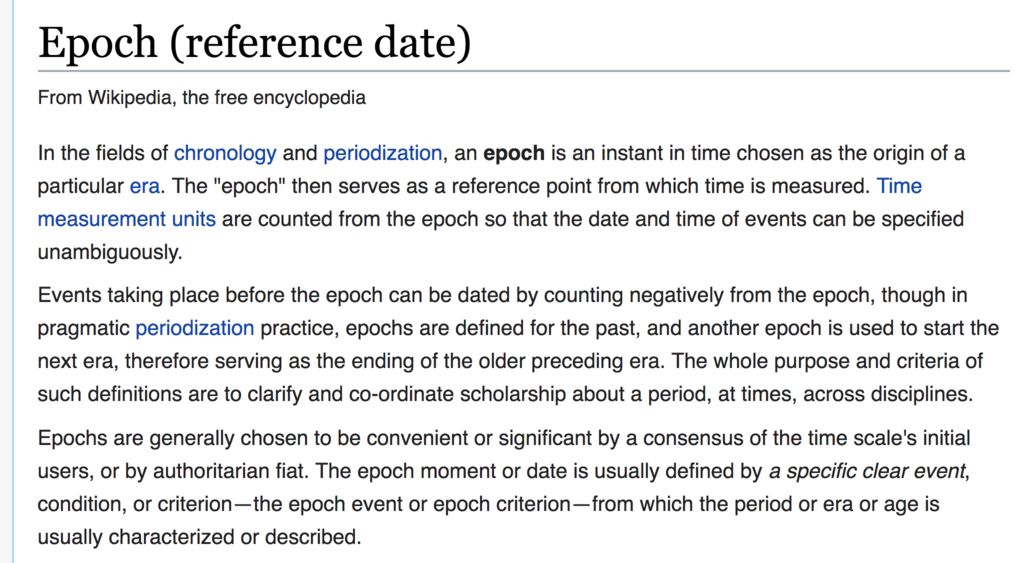 Epoch (reference date)
From Wikipedia, the free encyclopedia
In the fields of chronology and periodization, an epoch is an instant in time chosen as the origin of a
particular era. The "epoch" then serves as a reference point from which time is measured. Time
measurement units are counted from the epoch so that the date and time of events can be specified
unambiguously.
Events taking place before the epoch can be dated by counting negatively from the epoch, though in
pragmatic periodization practice, epochs are defined for the past, and another epoch is used to start the
next era, therefore serving as the ending of the older preceding era. The whole purpose and criteria of
such definitions are to clarify and co-ordinate scholarship about a period, at times, across disciplines.
Epochs are generally chosen to be convenient or significant by a consensus of the time scale's initial
users, or by authoritarian fiat. The epoch moment or date is usually defined by a specific clear event,
condition, or criterion—the epoch event or epoch criterion—from which the period or era or age is
usually characterized or described.